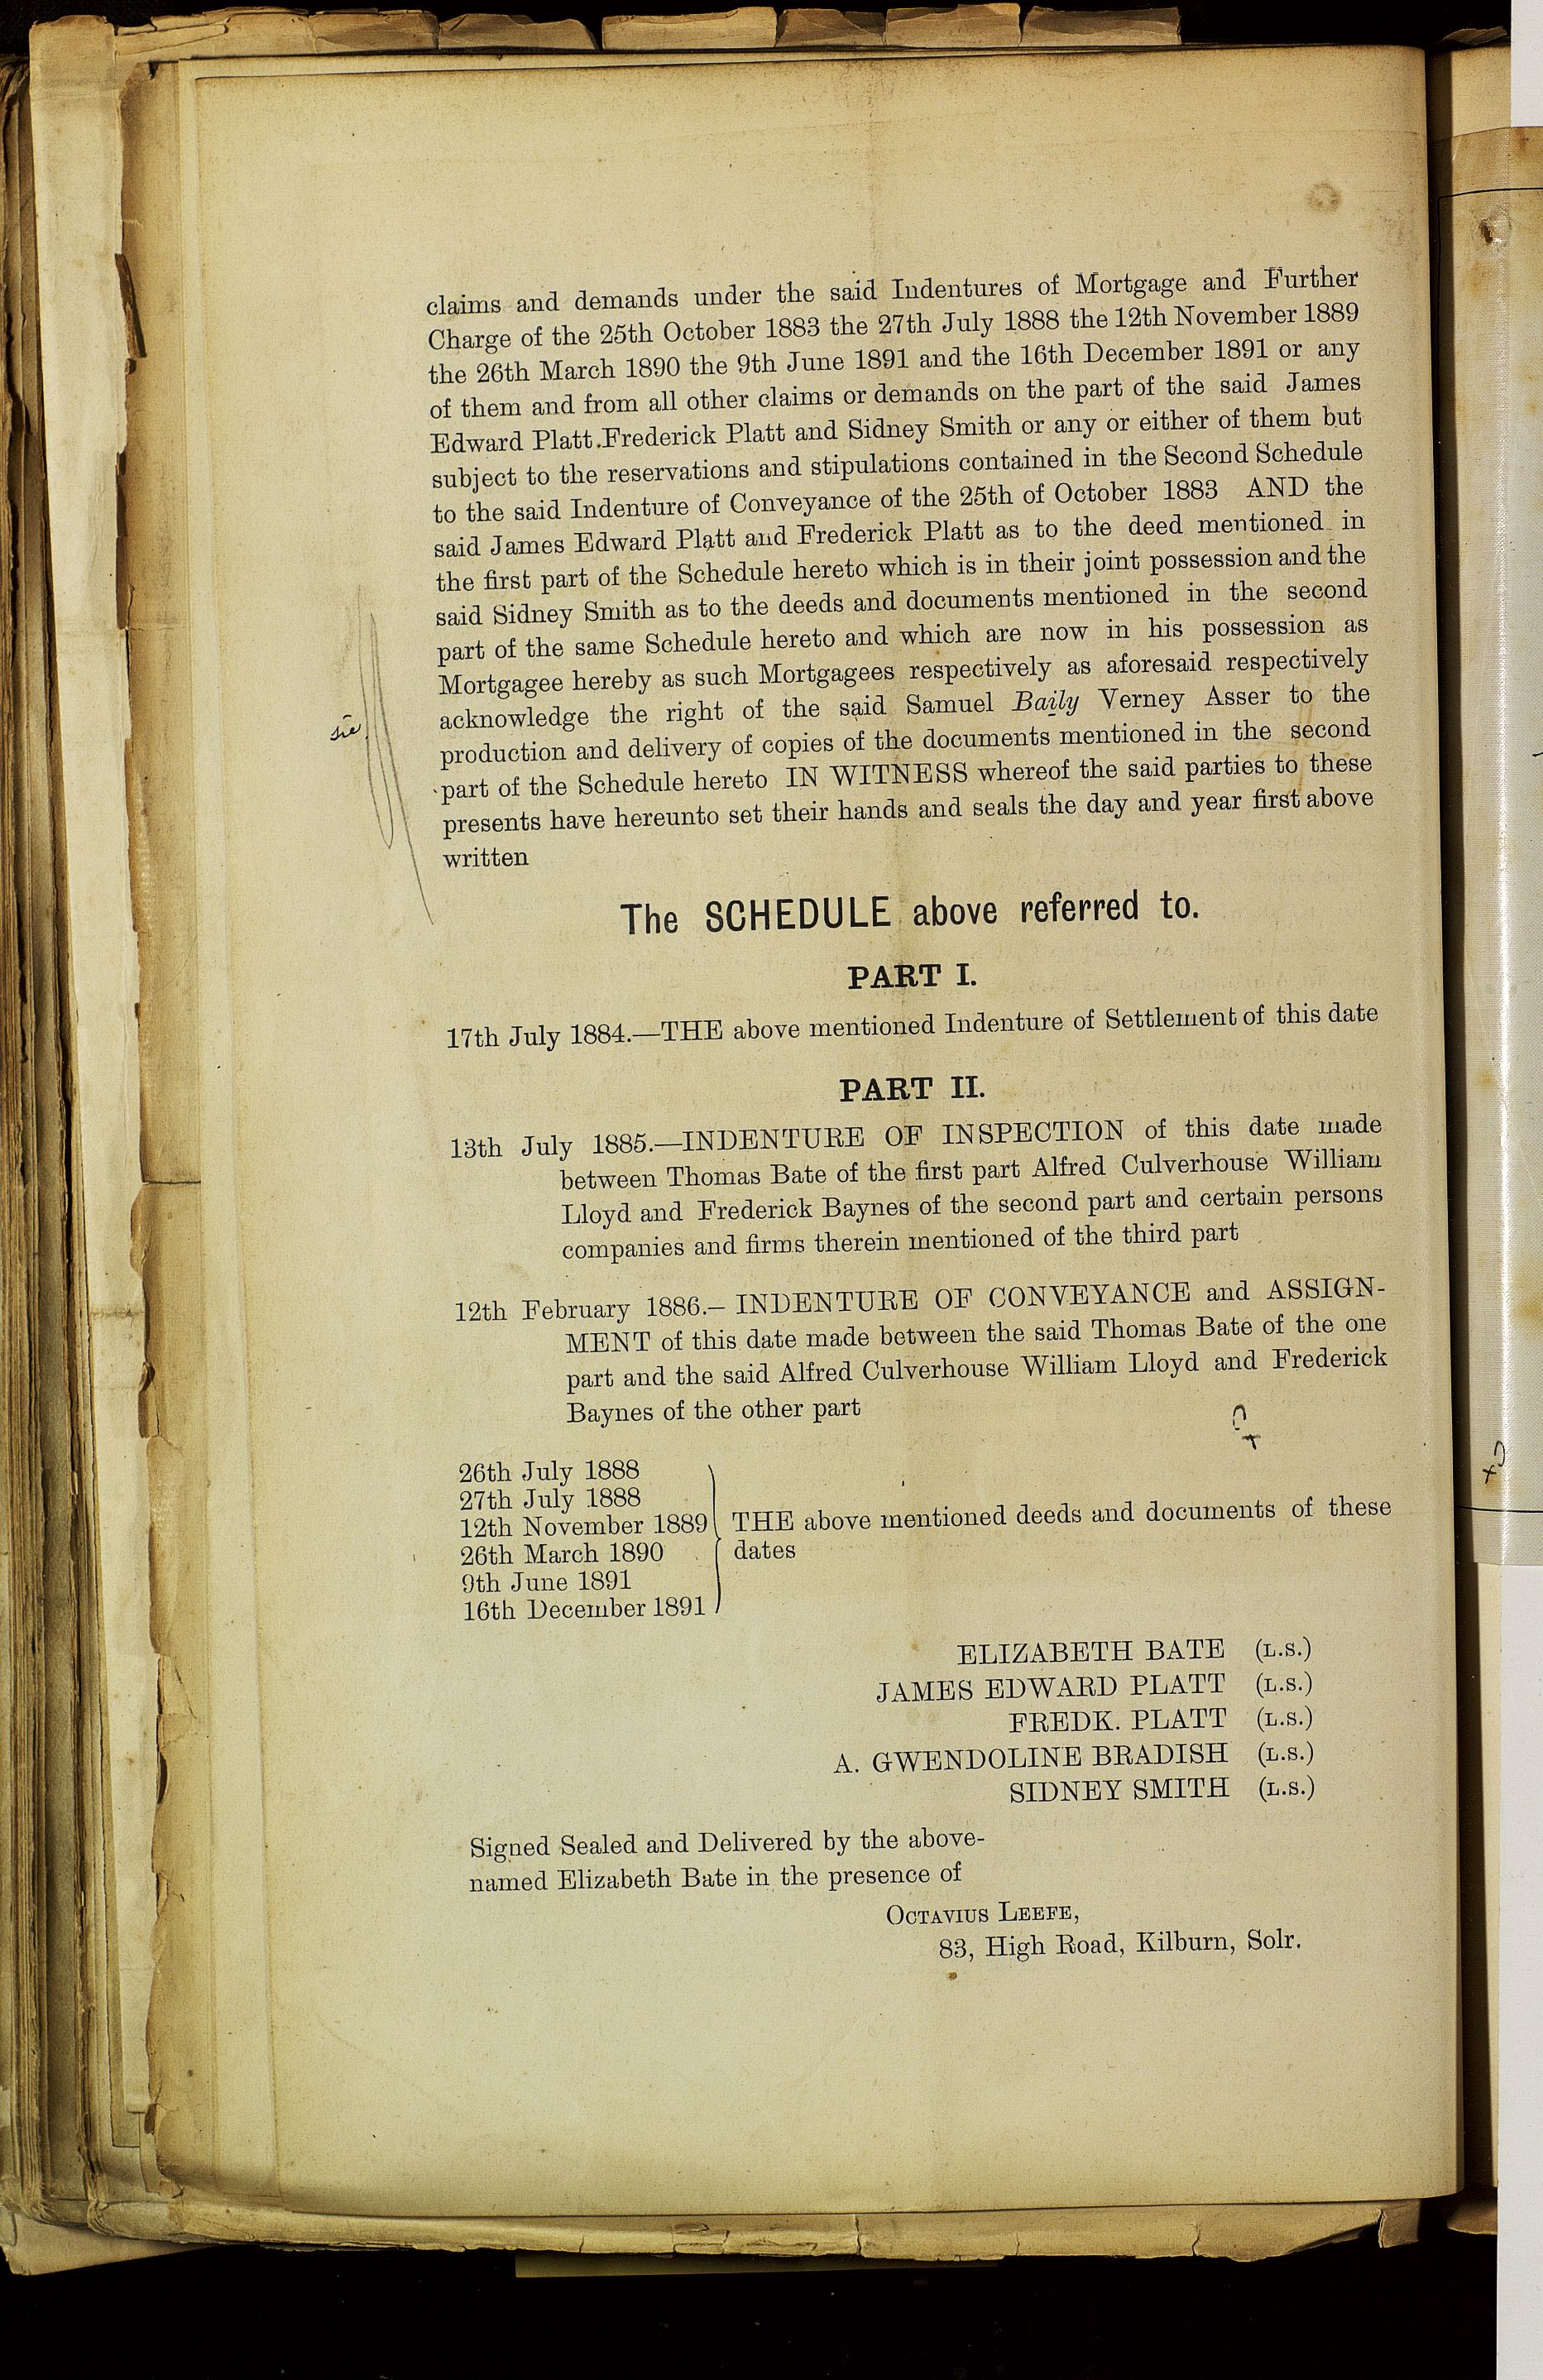 claims and demands under the said Indentures of Mortgage and Further
Charge of the 25th October 1883 the 27th July 1888 the 12th November 1889
the 26th March 1890 the 9th June 1891 and the 16th December 1891 or any
of them and from all other claims or demands on the part of the said James
Edward Platt.Frederick Platt and Sidney Smith or any or either of them but
subject to the reservations and stipulations contained in the Second Schedule
to the said Indenture of Conveyance of the 25th of October 1883 AND the
said James Edward Platt and Frederick Platt as to the deed mentioned in
the first part of the Schedule hereto which is in their joint possession and the
said Sidney Smith as to the deeds and documents mentioned in the second
part of the same Schedule hereto and which are now in his possession as
Mortgagee hereby as such Mortgagees respectively as aforesaid respectively
acknowledge the right of the said Samuel Baily Verney Asser to the
sic
production and delivery of copies of the documents mentioned in the second
part of the Schedule hereto IN WITNESS whereof the said parties to these
presents have hereunto set their hands and seals the day and year first above
written
The SCHEDULE above referred to.
PART I.
17th July 1884.—THE above mentioned Indenture of Settlement of this date
PART II.
13th July 1885.—INDENTURE OF INSPECTION of this date made
between Thomas Bate of the first part Alfred Culverhouse William
Lloyd and Frederick Baynes of the second part and certain persons
companies and firms therein mentioned of the third part
12th February 1886.– INDENTURE OF CONVEYANCE and ASSIGN-
MENT of this date made between the said Thomas Bate of the one
part and the said Alfred Culverhouse William Lloyd and Frederick
Baynes of the other part
26th July 1888
27th July 1888
12th November 1889
26th March 1890
9th June 1891
16th December 1891
THE above mentioned deeds and documents of these
dates
ELIZABETH BATE (L.S.)
JAMES EDWARD PLATT (L.S.)
FREDK. PLATT (L.S.)
A. GWENDOLINE BRADISH (L.S.)
SIDNEY SMITH (L.S.)
Signed Sealed and Delivered by the above-
named Elizabeth Bate in the presence of
OCTAVIUS LEEFE,
83, High Road, Kilburn, Solr.